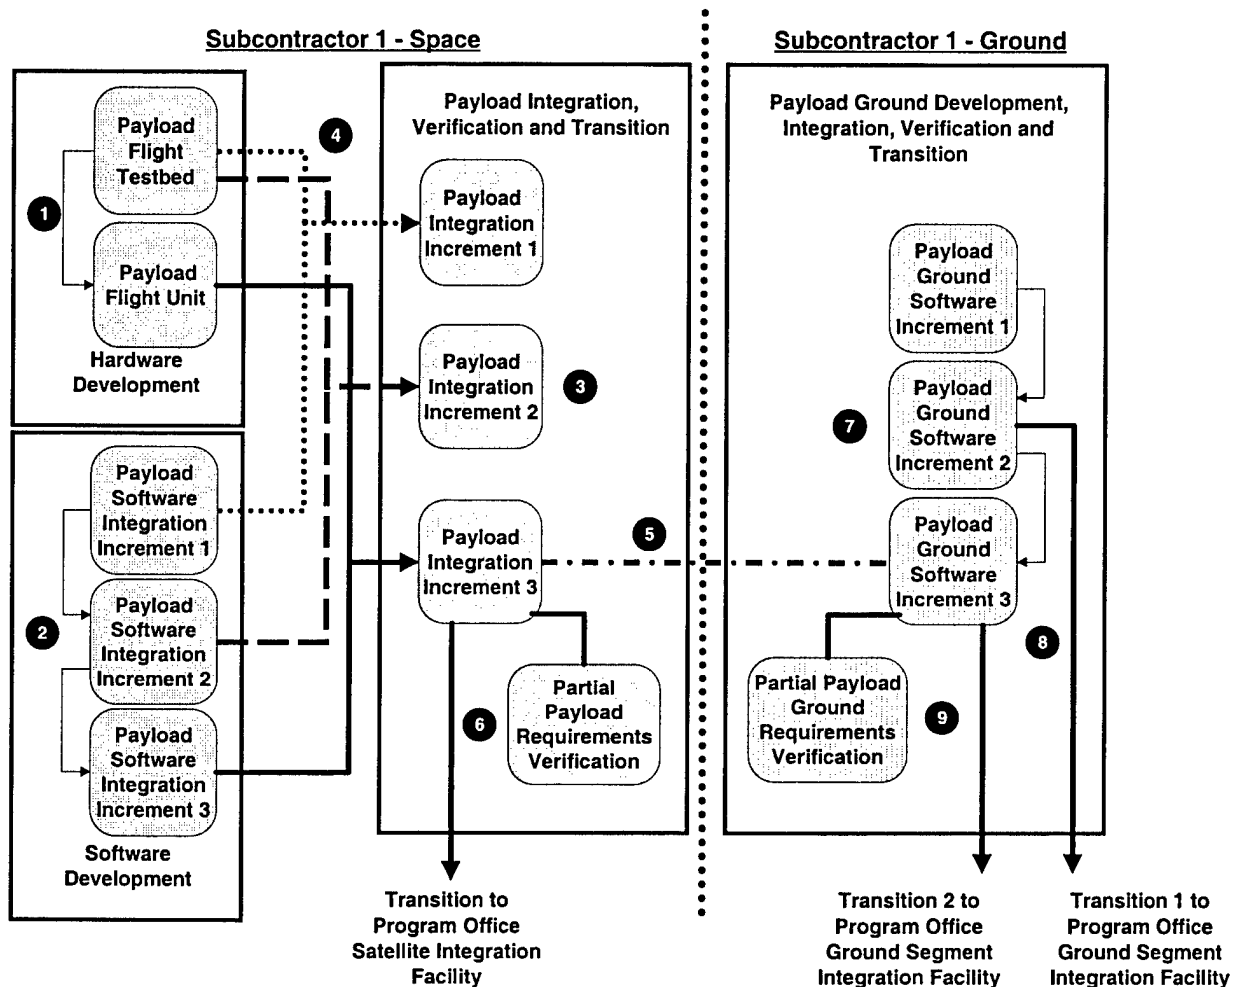 Subcontractor 1 - Space
Subcontractor 1 - Ground
Payload
Flight
Testbed
1
Payload
Flight Unit
Hardware
Development
4
Payload
Software
Integration
Increment 1
2
Payload
Software
Integration
Increment 2
Payload
Software
Integration
Increment 3
Software
Development
Payload Integration,
Verification and Transition
Payload
Integration
Increment 1
Payload
Integration
Increment 2
3
Payload
Integration
Increment 3
5
6
Partial
Payload
Requirements
Verification
Transition to
Program Office
Satellite Integration
Facility
Payload Ground Development,
Integration, Verification and
Transition
Payload
Ground
Software
Increment 1
7
Payload
Ground
Software
Increment 2
Payload
Ground
Software
Increment 3
8
Partial Payload
Ground
Requirements
Verification
9
Transition 2 to
Program Office
Ground Segment
Integration Facility
Transition 1 to
Program Office
Ground Segment
Integration Facility